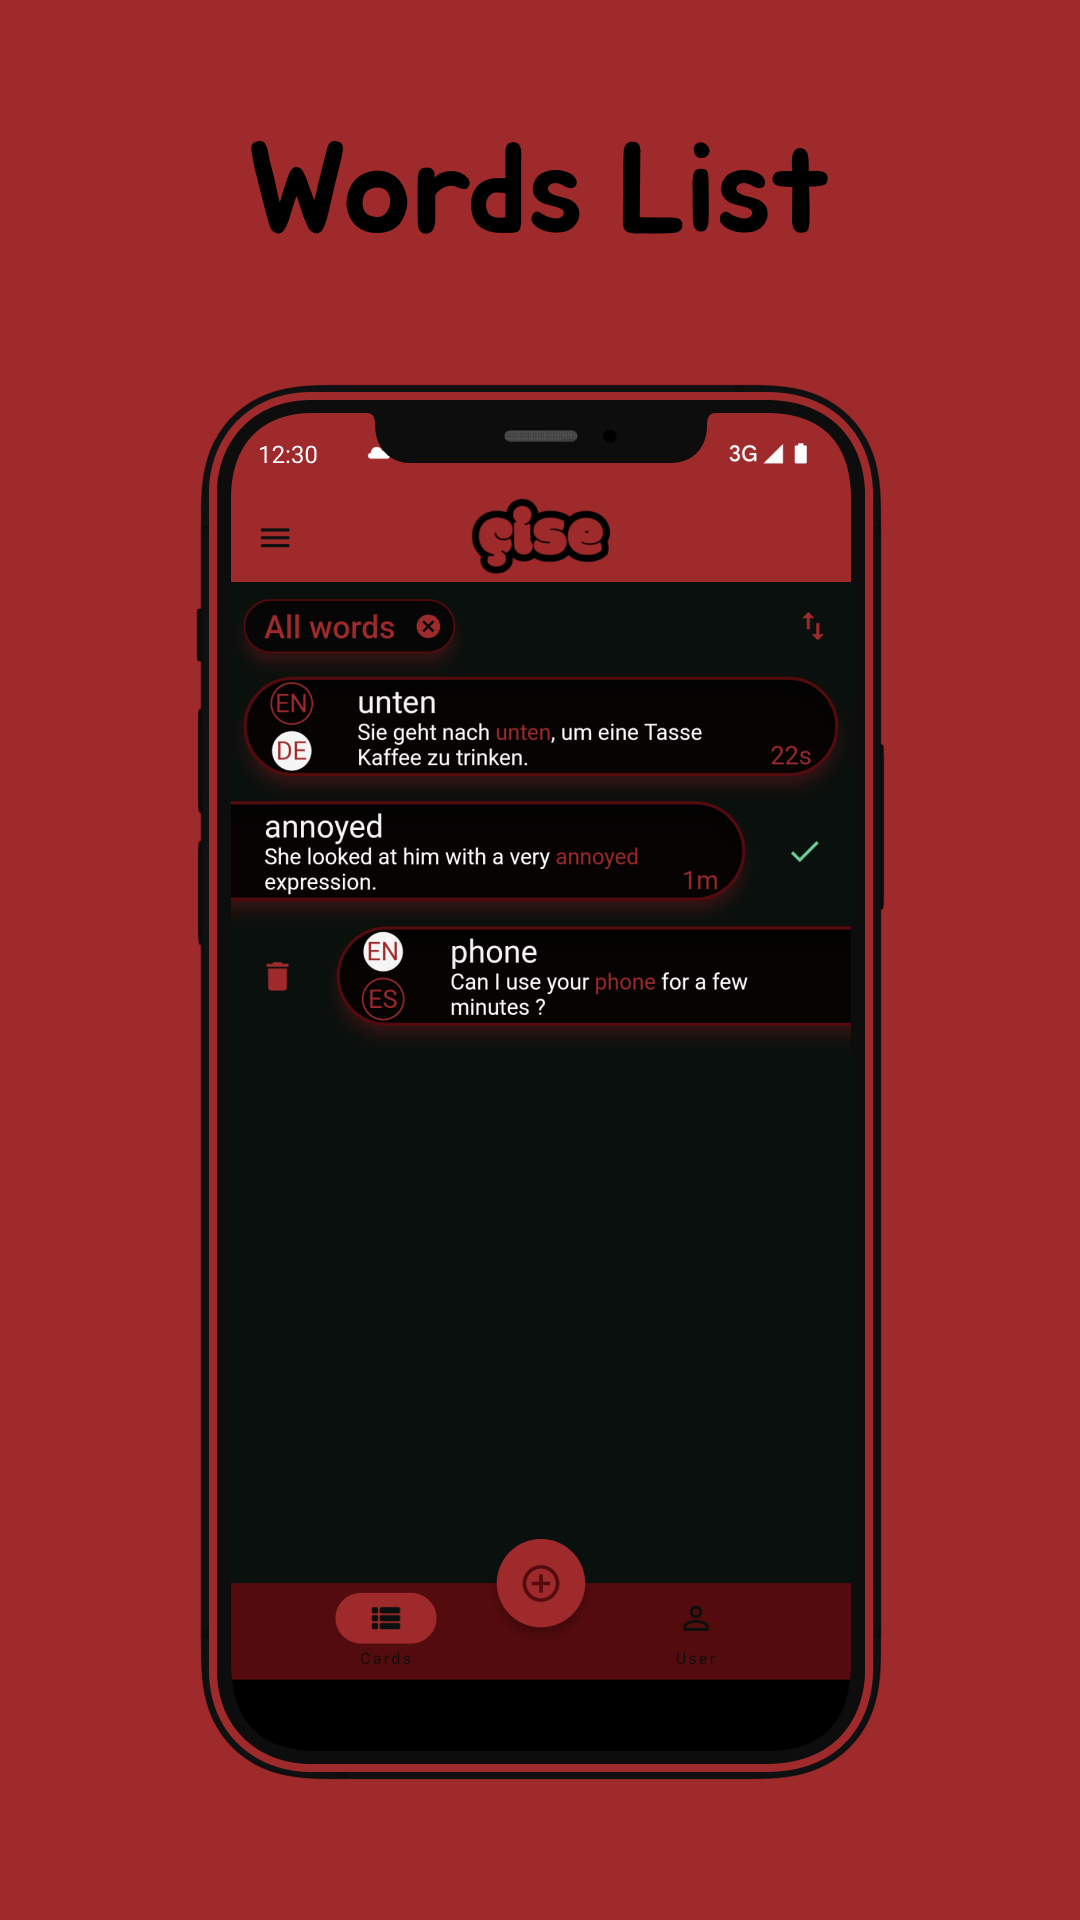 Words List
12:30
3G
çise
All words
EN
unten
Sie geht nach unten, um eine Tasse
DE
Kaffee zu trinken.
22s
annoyed
She looked at him with a very annoyed
expression.
1m
EN
phone
Can I use your phone for a few
ES
minutes ?
Cards
User